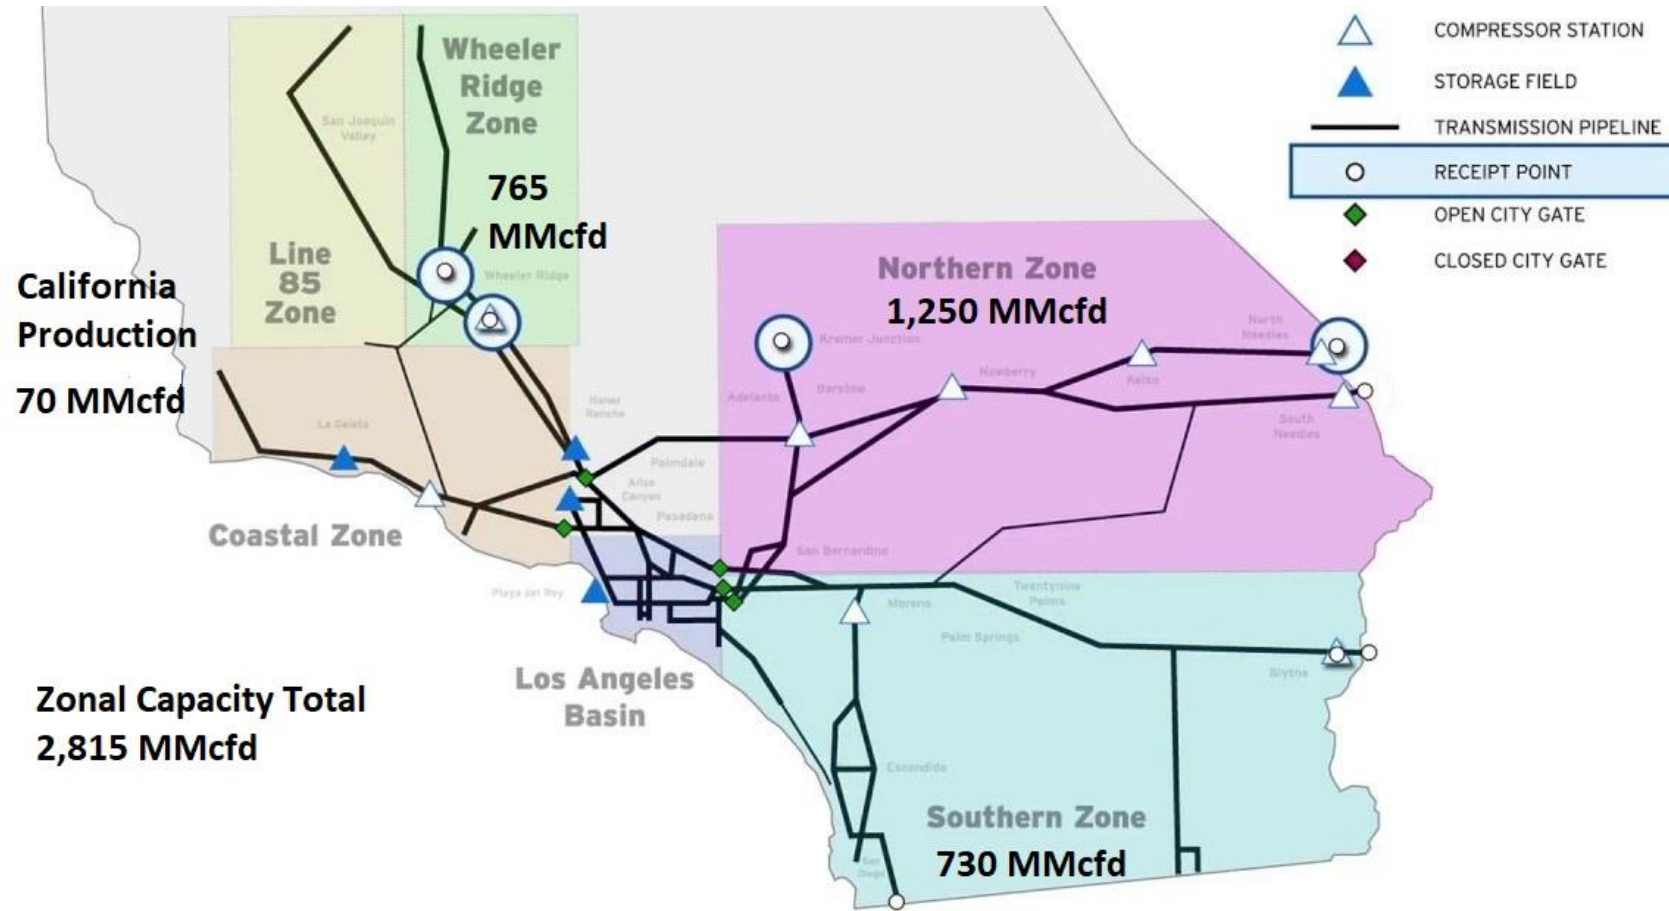 COMPRESSOR STATION
STORAGE FIELD
TRANSMISSION PIPELINE
RECEIPT POINT
OPEN CITY GATE
CLOSED CITY GATE
Wheeler
Ridge
Zone
765
MMcfd
San Joaquin
Valley
Line
85
Zone
Wheeler Ridge
California
Production
70 MMcfd
Northern Zone
1,250 MMcfd
Kramer Junction
North
Needles
Newberry
Kelso
Adelanto
Barstow
South
Needles
Honor
Rancho
La Goleta
Palmdale
Aliso
Canyon
Pasadena
Coastal Zone
San Bernardino
Playa del Rey
Moreno
Twentynine
Palms
Palm Springs
Blythe
Los Angeles
Basin
Zonal Capacity Total
2,815 MMcfd
Escondido
Southern Zone
730 MMcfd
San
Diego